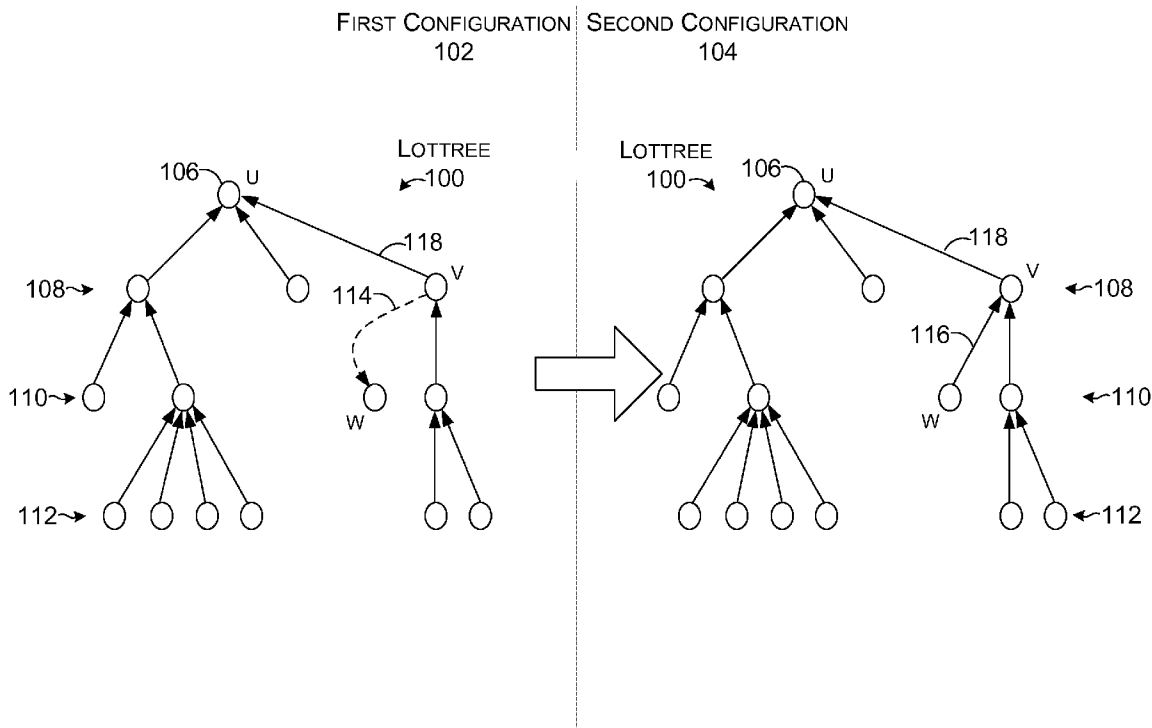 FIRST CONFIGURATION
102
SECOND CONFIGURATION
104
LOTTREE
100
106
U
118
V
108
114
110
W
112
LOTTREE
100
106
U
118
V
108
116
110
W
112